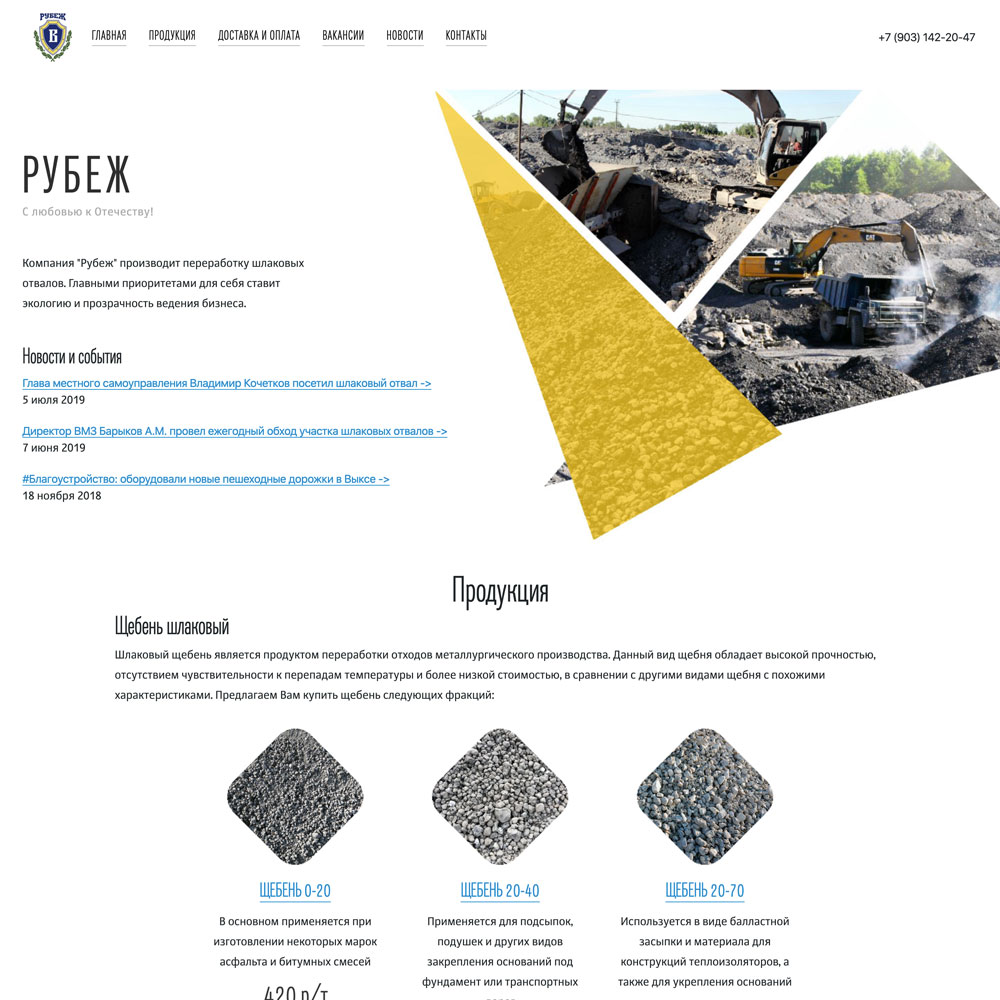 РУБЕЖ
В
ГЛАВНАЯ ПРОДУКЦИЯ ДОСТАВКА И ОПЛАТА ВАКАНСИИ НОВОСТИ КОНТАКТЫ
+7 (903) 142-20-47
РУБЕЖ
С любовью к Отечеству!
Компания "Рубеж" производит переработку шлаковых
отвалов. Главными приоритетами для себя ставит
экологию и прозрачность ведения бизнеса.
Новости и события
Глава местного самоуправления Владимир Кочетков посетил шлаковый отвал ->
5 июля 2019
Директор ВМЗ Барыков А.М. провел ежегодный обход участка шлаковых отвалов ->
7 июня 2019
#Благоустройство: оборудовали новые пешеходные дорожки в Выксе ->
18 ноября 2018
CAT
CAT
Продукция
Щебень шлаковый
Шлаковый щебень является продуктом переработки отходов металлургического производства. Данный вид щебня обладает высокой прочностью,
отсутствием чувствительности к перепадам температуры и более низкой стоимостью, в сравнении с другими видами щебня с похожими
характеристиками. Предлагаем Вам купить щебень следующих фракций:
ЩЕБЕНЬ 0-20
В основном применяется при
изготовлении некоторых марок
асфальта и битумных смесей
420 р/т
ЩЕБЕНЬ 20-40
Применяется для подсыпок,
подушек и других видов
закрепления оснований под
фундамент или транспортных
ЩЕБЕНЬ 20-70
Используется в виде балластной
засыпки и материала для
конструкций теплоизоляторов, а
также для укрепления оснований